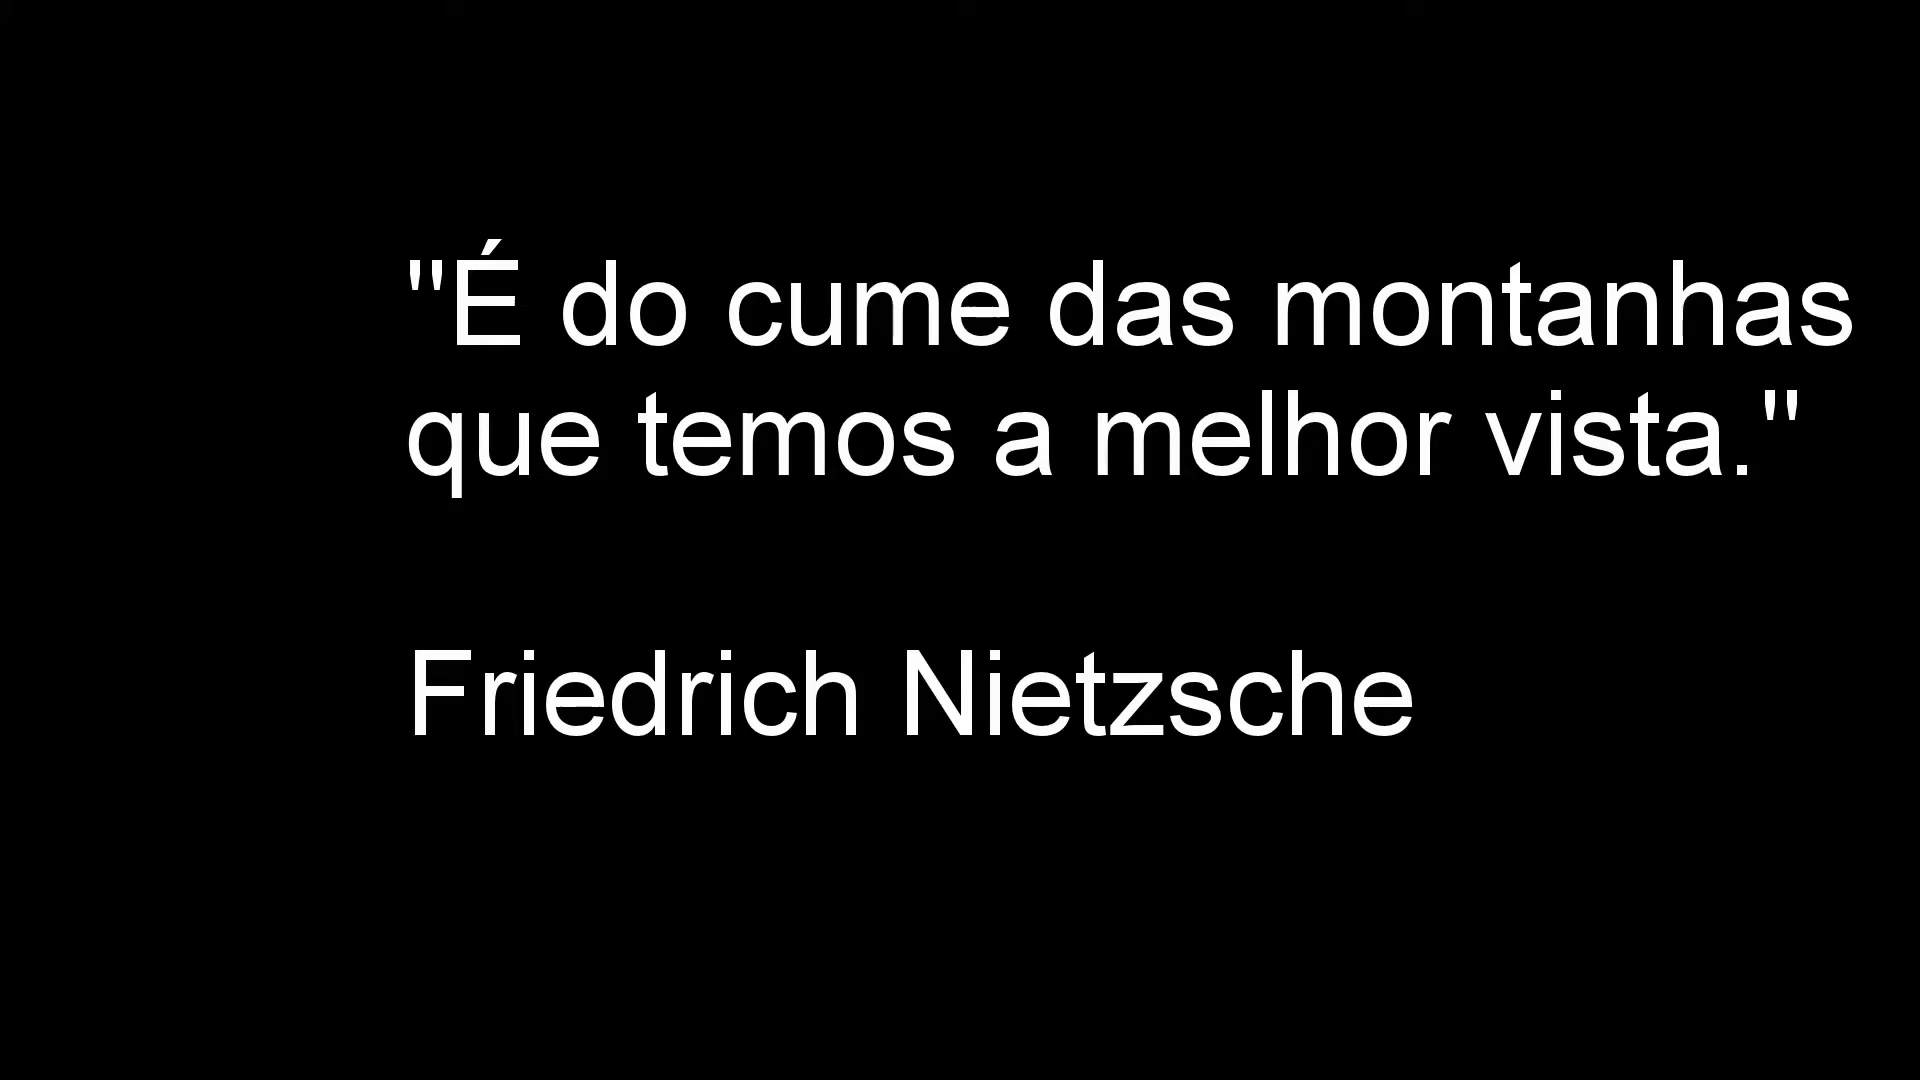 "É do cume das montanhas
que temos a melhor vista."
Friedrich Nietzsche